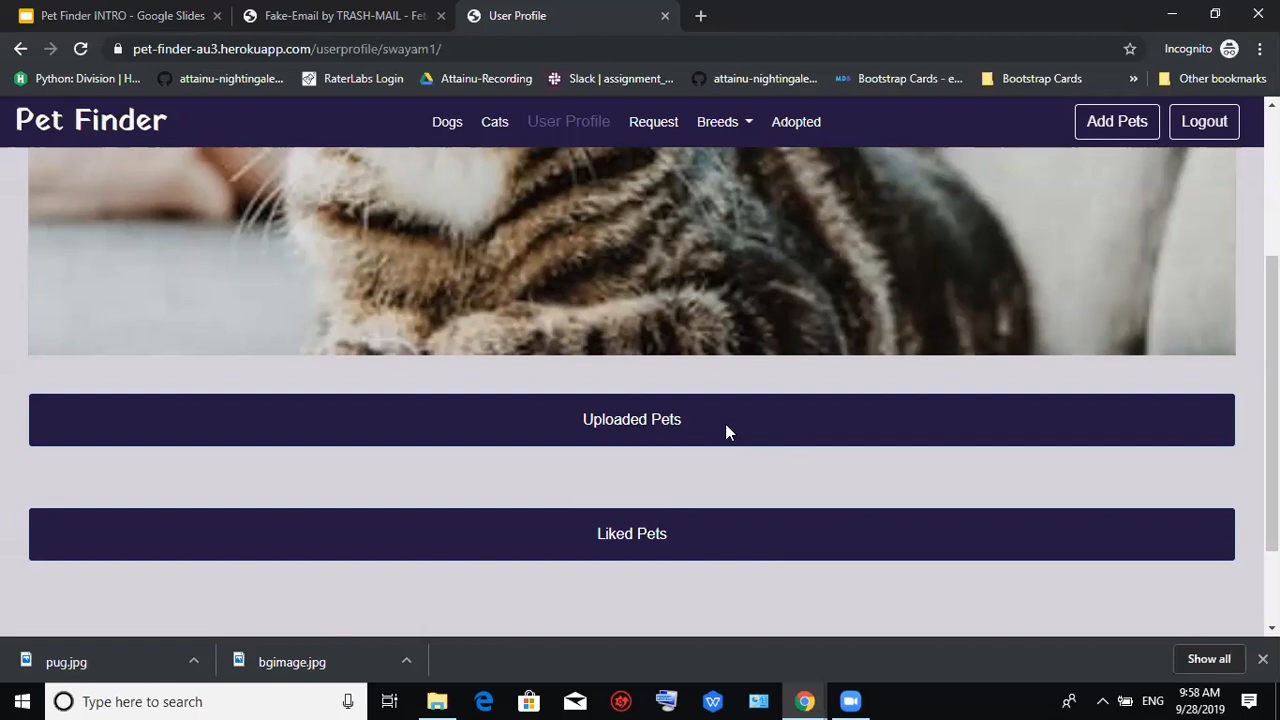 Pet Finder INTRO - Google Slides
Fake-Email by TRASH-MAIL - Fet
User Profile
pet-finder-au3.herokuapp.com/userprofile/swayam1/
Incognito
Python: Division | H...
attainu-nightingale...
RaterLabs Login
Attainu-Recording
Slack | assignment_...
attainu-nightingale...
MDB
Bootstrap Cards - e...
Bootstrap Cards
»
Other bookmarks
Pet Finder
Dogs
Cats
User Profile
Request
Breeds
Adopted
Add Pets
Logout
Uploaded Pets
Liked Pets
pug.jpg
bgimage.jpg
Show all
Type here to search
ENG
9:58 AM
9/28/2019